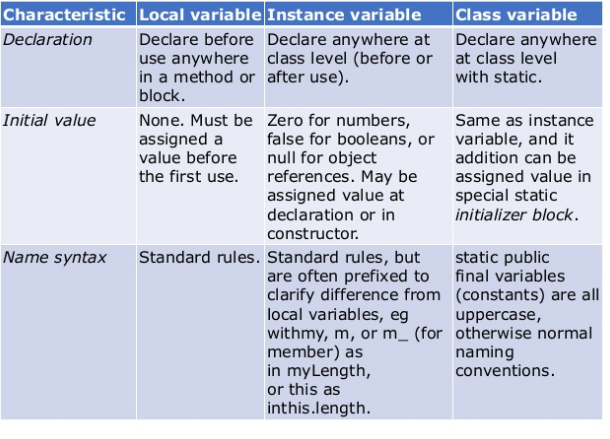 Characteristic Local variable Instance variable Class variable
Declaration
Declare before
use anywhere
in a method or
block.
Declare anywhere at
class level (before or
after use).
Declare anywhere
at class level
with static.
Initial value
None. Must be
assigned a
value before
the first use.
Zero for numbers,
false for booleans, or
null for object
references. May be
assigned value at
declaration or in
constructor.
Same as instance
variable, and it
addition can be
assigned value in
special static
initializer block.
Name syntax
Standard rules.
Standard rules, but
are often prefixed to
clarify difference from
local variables, eg
withmy, m, or m_ (for
member) as
in myLength,
or this as
inthis.length.
static public
final variables
(constants) are all
uppercase,
otherwise normal
naming
conventions.